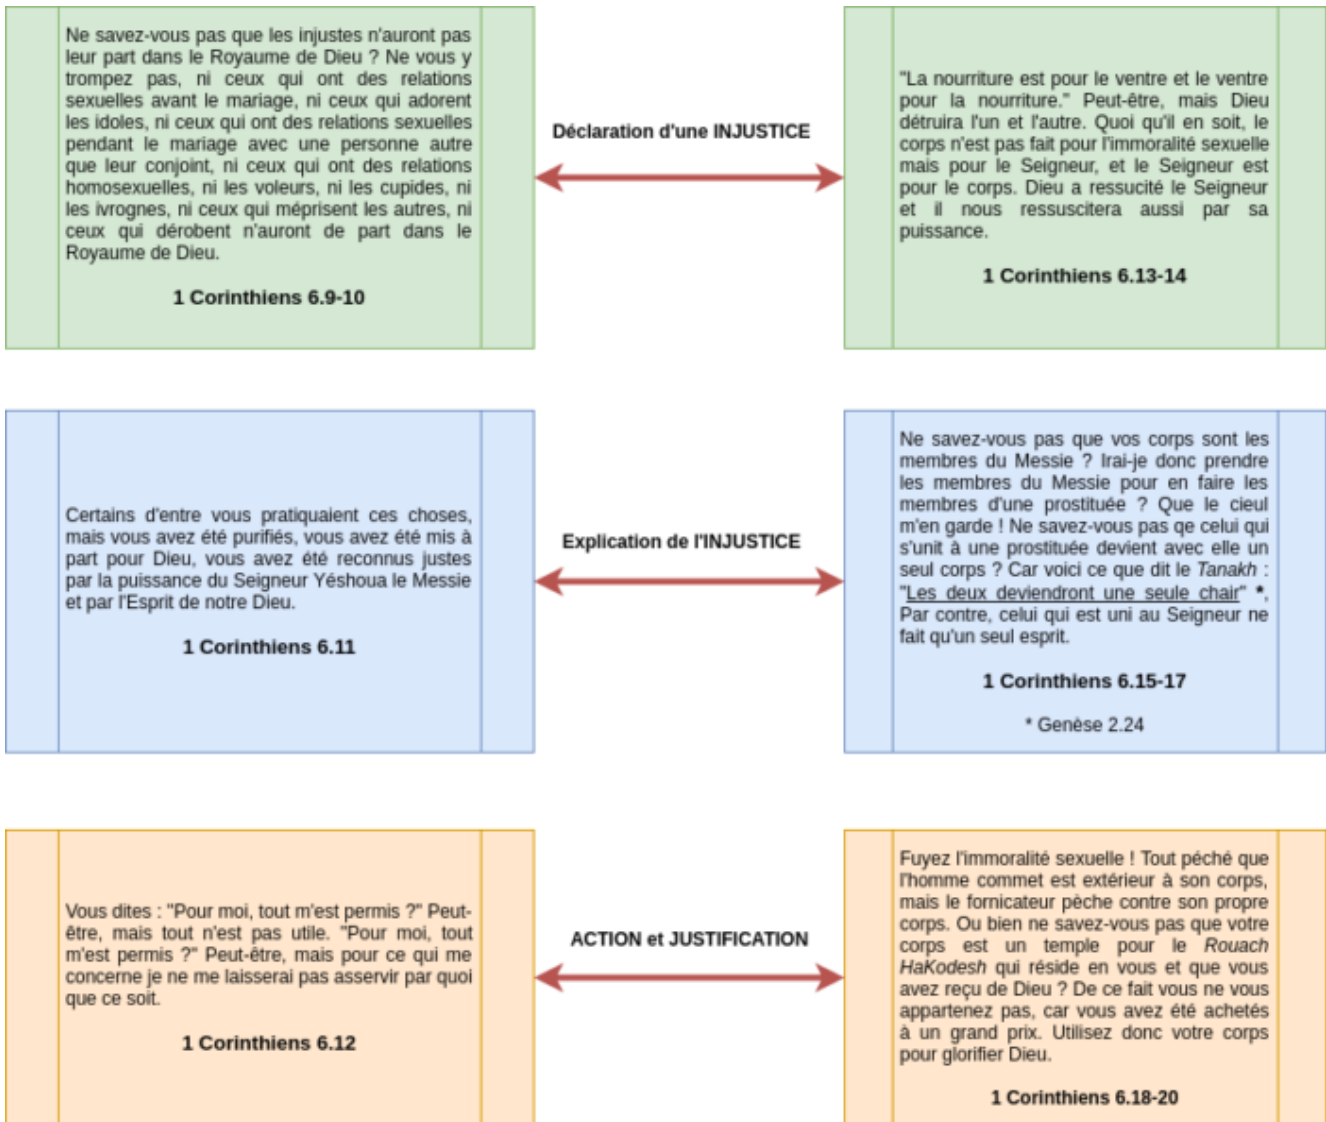 Ne savez-vous pas que les injustes n'auront pas
leur part dans le Royaume de Dieu ? Ne vous y
trompez pas, ni ceux qui ont des relations
sexuelles avant le mariage, ni ceux qui adorent
les idoles, ni ceux qui ont des relations sexuelles
pendant le mariage avec une personne autre
que leur conjoint, ni ceux qui ont des relations
homosexuelles, ni les voleurs, ni les cupides, ni
les ivrognes, ni ceux qui méprisent les autres, ni
ceux qui dérobent n'auront de part dans le
Royaume de Dieu.
1 Corinthiens 6.9-10
Déclaration d'une INJUSTICE
"La nourriture est pour le ventre et le ventre
pour la nourriture." Peut-être, mais Dieu
détruira l'un et l'autre. Quoi qu'il en soit, le
corps n'est pas fait pour l'immoralité sexuelle
mais pour le Seigneur, et le Seigneur est
pour le corps. Dieu a ressucité le Seigneur
et il nous ressuscitera aussi par sa
puissance.
1 Corinthiens 6.13-14
Certains d'entre vous pratiquaient ces choses,
mais vous avez été purifiés, vous avez été mis à
part pour Dieu, vous avez été reconnus justes
par la puissance du Seigneur Yéshoua le Messie
et par l'Esprit de notre Dieu.
1 Corinthiens 6.11
Explication de l'INJUSTICE
Ne savez-vous pas que vos corps sont les
membres du Messie ? Irai-je donc prendre
les membres du Messie pour en faire les
membres d'une prostituée ? Que le cieul
m'en garde ! Ne savez-vous pas qe celui qui
s'unit à une prostituée devient avec elle un
seul corps ? Car voici ce que dit le Tanakh :
"Les deux deviendront une seule chair" *,
Par contre, celui qui est uni au Seigneur ne
fait qu'un seul esprit.
1 Corinthiens 6.15-17
* Genèse 2.24
Vous dites : "Pour moi, tout m'est permis ?" Peut-
être, mais tout n'est pas utile. "Pour moi, tout
m'est permis ?" Peut-être, mais pour ce qui me
concerne je ne me laisserai pas asservir par quoi
que ce soit.
1 Corinthiens 6.12
ACTION et JUSTIFICATION
Fuyez l'immoralité sexuelle ! Tout péché que
l'homme commet est extérieur à son corps,
mais le fornicateur pèche contre son propre
corps. Ou bien ne savez-vous pas que votre
corps est un temple pour le Rouach
HaKodesh qui réside en vous et que vous
avez reçu de Dieu ? De ce fait vous ne vous
appartenez pas, car vous avez été achetés
à un grand prix. Utilisez donc votre corps
pour glorifier Dieu.
1 Corinthiens 6.18-20